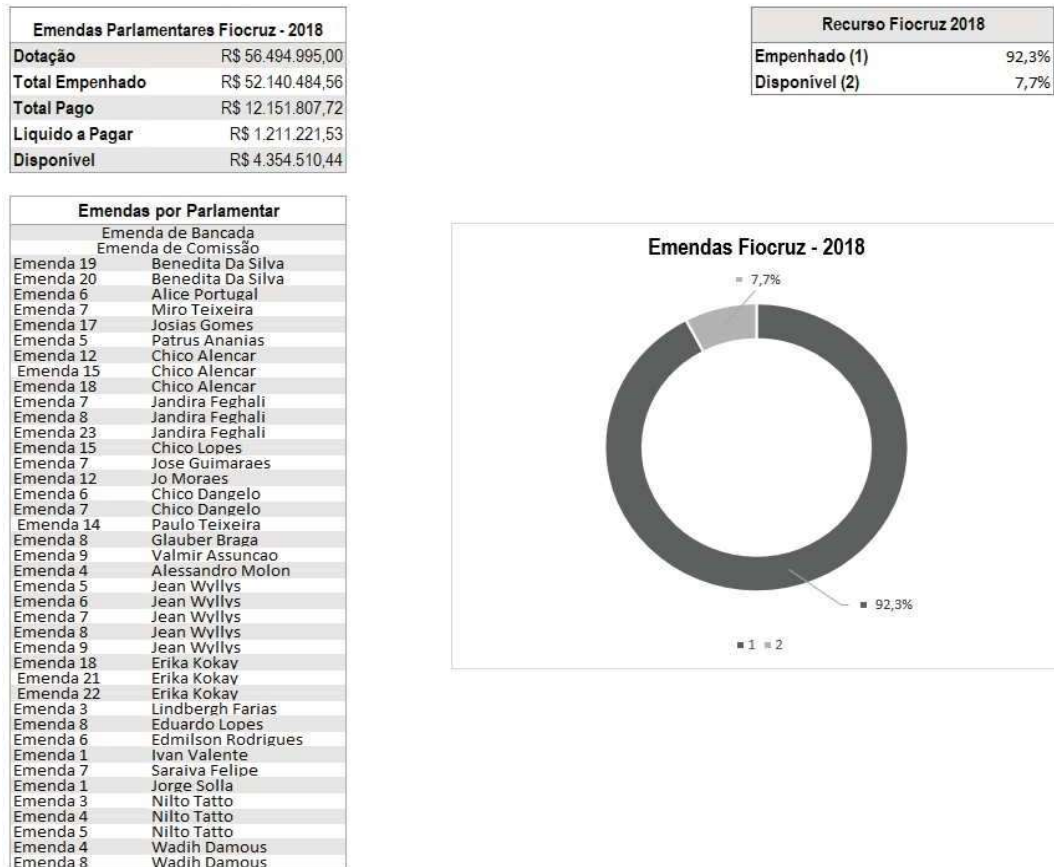 Emendas Parlamentares Fiocruz - 2018
Dotação R$ 56.494.995,00
Total Empenhado R$ 52.140.484,56
Total Pago R$ 12.151.807,72
Liquido a Pagar R$ 1.211.221,53
Disponível R$ 4.354.510,44
Recurso Fiocruz 2018
Empenhado (1) 92,3%
Disponível (2) 7,7%
Emendas por Parlamentar
Emenda de Bancada
Emenda de Comissão
Emenda 19 Benedita Da Silva
Emenda 20 Benedita Da Silva
Emenda 6 Alice Portugal
Emenda 7 Miro Teixeira
Emenda 17 Josias Gomes
Emenda 5 Patrus Ananias
Emenda 12 Chico Alencar
Emenda 15 Chico Alencar
Emenda 18 Chico Alencar
Emenda 7 Jandira Feghali
Emenda 8 Jandira Feghali
Emenda 23 Jandira Feghali
Emenda 15 Chico Lopes
Emenda 7 Jose Guimaraes
Emenda 12 Jo Moraes
Emenda 6 Chico Dangelo
Emenda 7 Chico Dangelo
Emenda 14 Paulo Teixeira
Emenda 8 Glauber Braga
Emenda 9 Valmir Assuncao
Emenda 4 Alessandro Molon
Emenda 5 Jean Wyllys
Emenda 6 Jean Wyllys
Emenda 7 Jean Wyllys
Emenda 8 Jean Wyllys
Emenda 9 Jean Wyllys
Emenda 18 Erika Kokay
Emenda 21 Erika Kokay
Emenda 22 Erika Kokay
Emenda 3 Lindbergh Farias
Emenda 8 Eduardo Lopes
Emenda 6 Edmilson Rodrigues
Emenda 1 Ivan Valente
Emenda 7 Saraiva Felipe
Emenda 1 Jorge Solla
Emenda 3 Nilto Tatto
Emenda 4 Nilto Tatto
Emenda 5 Nilto Tatto
Emenda 4 Wadih Damous
Emenda 8 Wadih Damous
Emendas Fiocruz - 2018
7,7%
92,3%
1 2